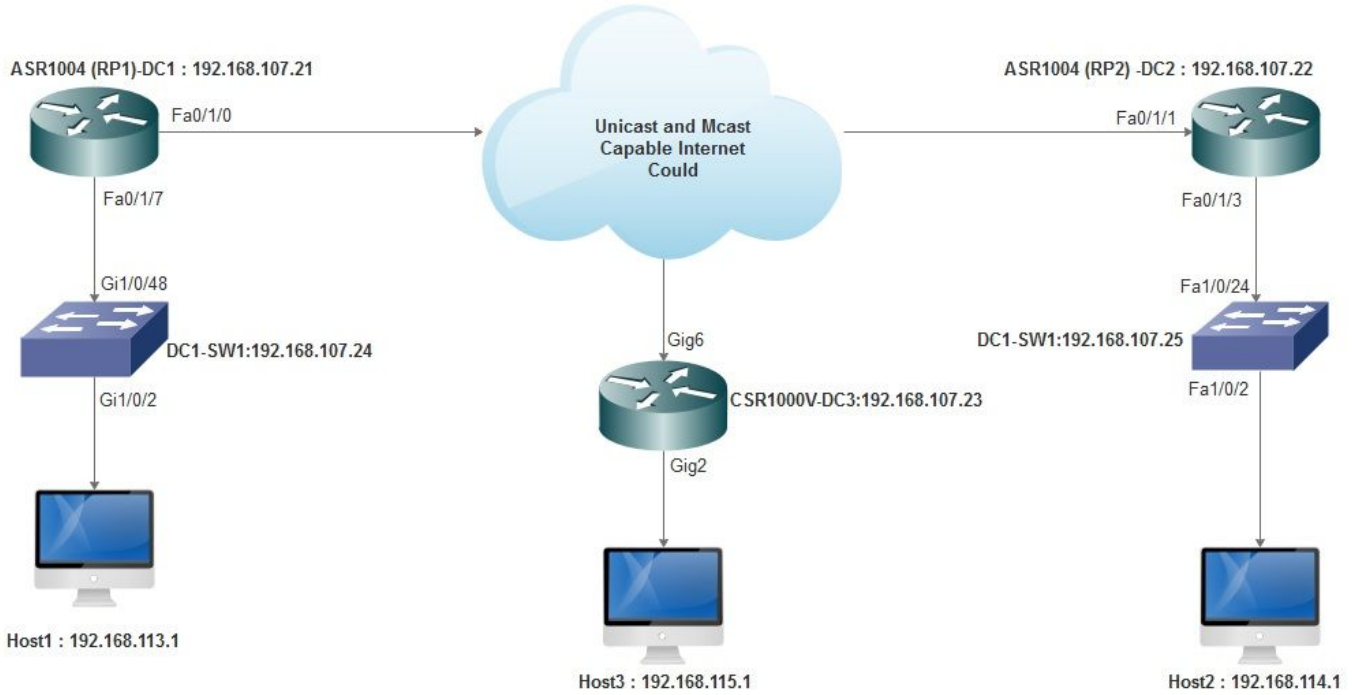 ASR1004 (RP1)-DC1 : 192.168.107.21
ASR1004 (RP2) -DC2 : 192.168.107.22
Fa0/1/0
Unicast and Mcast
Capable Internet
Could
Fa0/1/1
Fa0/1/7
Fa0/1/3
Gi1/0/48
Fa1/0/24
DC1-SW1:192.168.107.24
Gig6
DC1-SW1:192.168.107.25
Gi1/0/2
CSR1000V-DC3:192.168.107.23
Fa1/0/2
Gig2
Host1 : 192.168.113.1
Host3 : 192.168.115.1
Host2 : 192.168.114.1